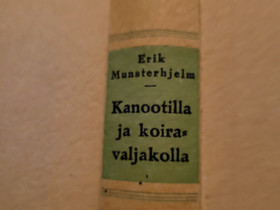 Erik
Munsterhjelm
Kanootilla
ja koira=
valjakolla